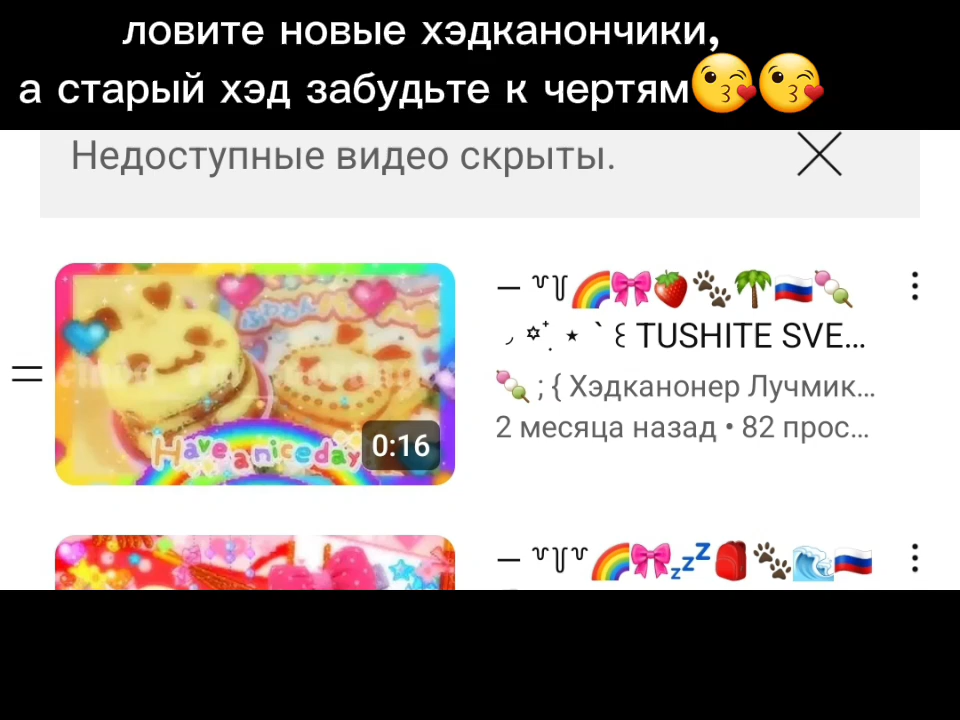 ловите новые хэдканончики,
а старый хэд забудьте к чертям😘😘
Недоступные видео скрыты.
Have a nice day
0:16
— ꒷꒦🌈🎀🍓🐾🌴🇷🇺🍡
◞ ✡⁺. ⋆ ` ꒰ TUSHITE SVE...
🍡 ; { Хэдканонер Лучмик...
2 месяца назад • 82 прос...
— ꒷꒦꒷🌈🎀💤🎒🐾🌊🇷🇺